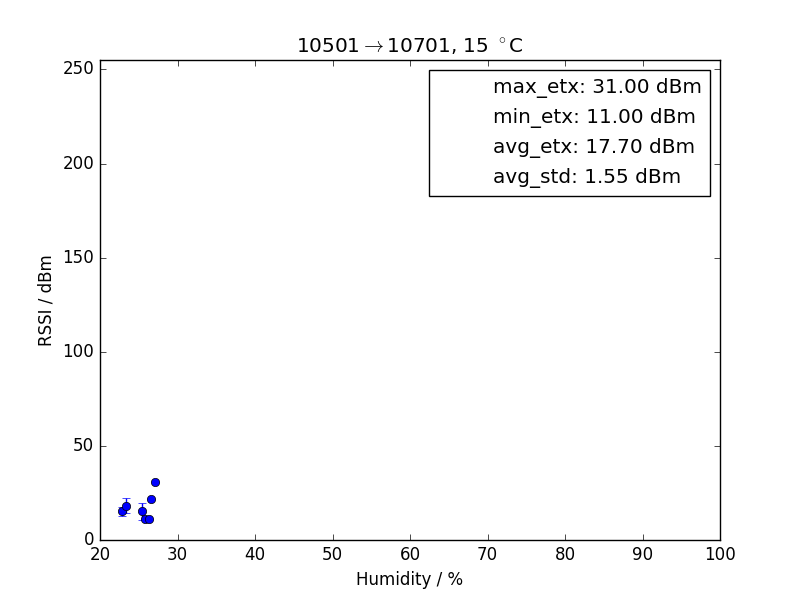 10501→10701, 15 °C
max_etx: 31.00 dBm
min_etx: 11.00 dBm
avg_etx: 17.70 dBm
avg_std: 1.55 dBm
RSSI / dBm
250
200
150
100
50
0
20 30 40 50 60 70 80 90 100
Humidity / %